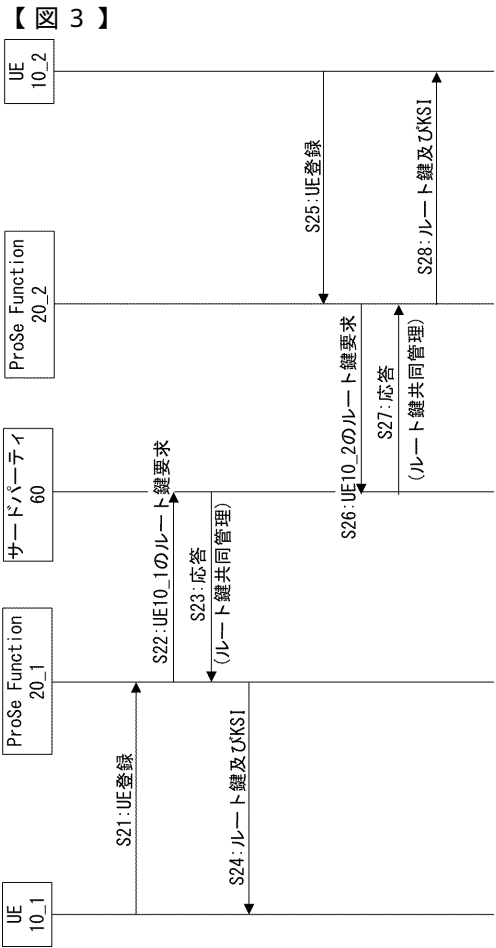 【図３】
UE
10_1
ProSe Function
20_1
サードパーティ
60
ProSe Function
20_2
UE
10_2
S21:UE登録
S22:UE10_1のルート鍵要求
S23:応答
(ルート鍵共同管理)
S24:ルート鍵及びKSI
S25:UE登録
S26:UE10_2のルート鍵要求
S27:応答
(ルート鍵共同管理)
S28:ルート鍵及びKSI